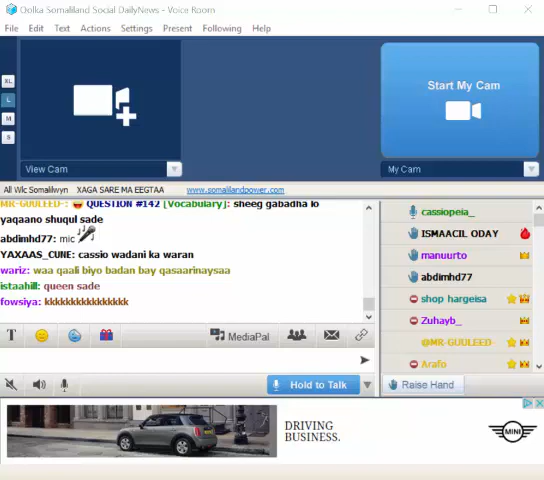 Oolka Somaliland Social DailyNews - Voice Room
File Edit Text Actions Settings Present Following Help
XL
L
M
S
Start My Cam
View Cam
My Cam
All Wlc Somalilwyn XAGA SARE MA EEGTAA www.somalilandpower.com
MR-GUULEED-: QUESTION #142 [Vocabulary]: sheeg gabadha lo
yaqaano shuqul sade
abdimhd77: mic
YAXAAS_CUNE: cassio wadani ka waran
wariz: waa qaali biyo badan bay qasaarinaysaa
istaahill: queen sade
fowsiya: kkkkkkkkkkkkkkkk
cassiopeia_
ISMAACIL ODAY
manuurto
abdimhd77
shop hargeisa
Zuhayb_
@MR-GUULEED-
Arafo
T
MediaPal
Hold to Talk
Raise Hand
DRIVING
BUSINESS.
MINI